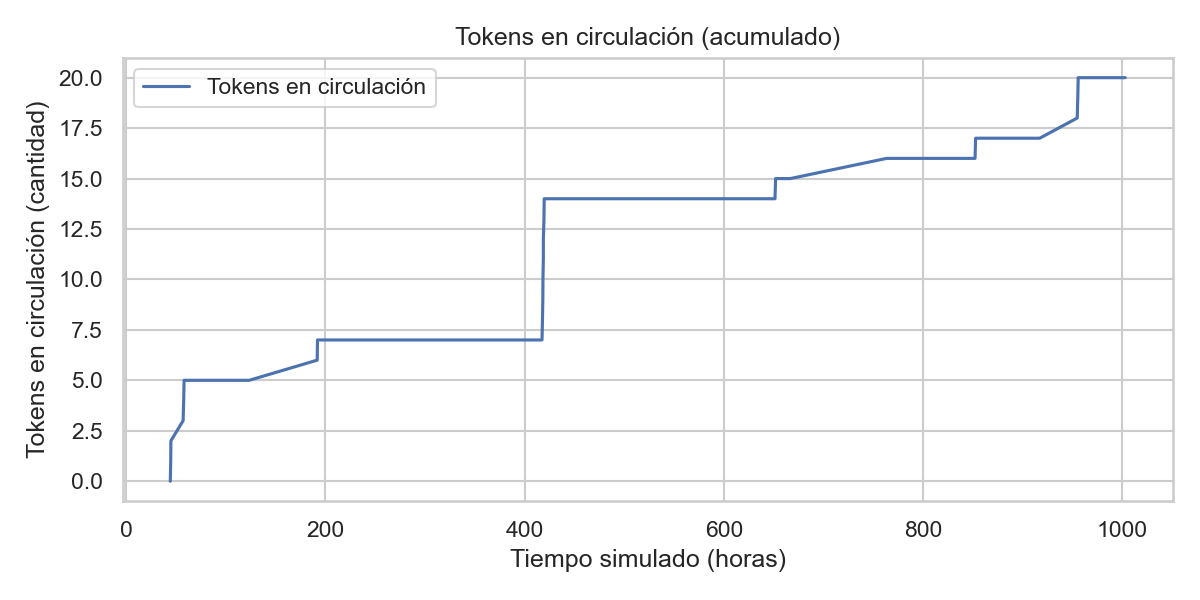 Tokens en circulación (acumulado)
Tokens en circulación
Tokens en circulación (cantidad)
20.0
17.5
15.0
12.5
10.0
7.5
5.0
2.5
0.0
0 200 400 600 800 1000
Tiempo simulado (horas)